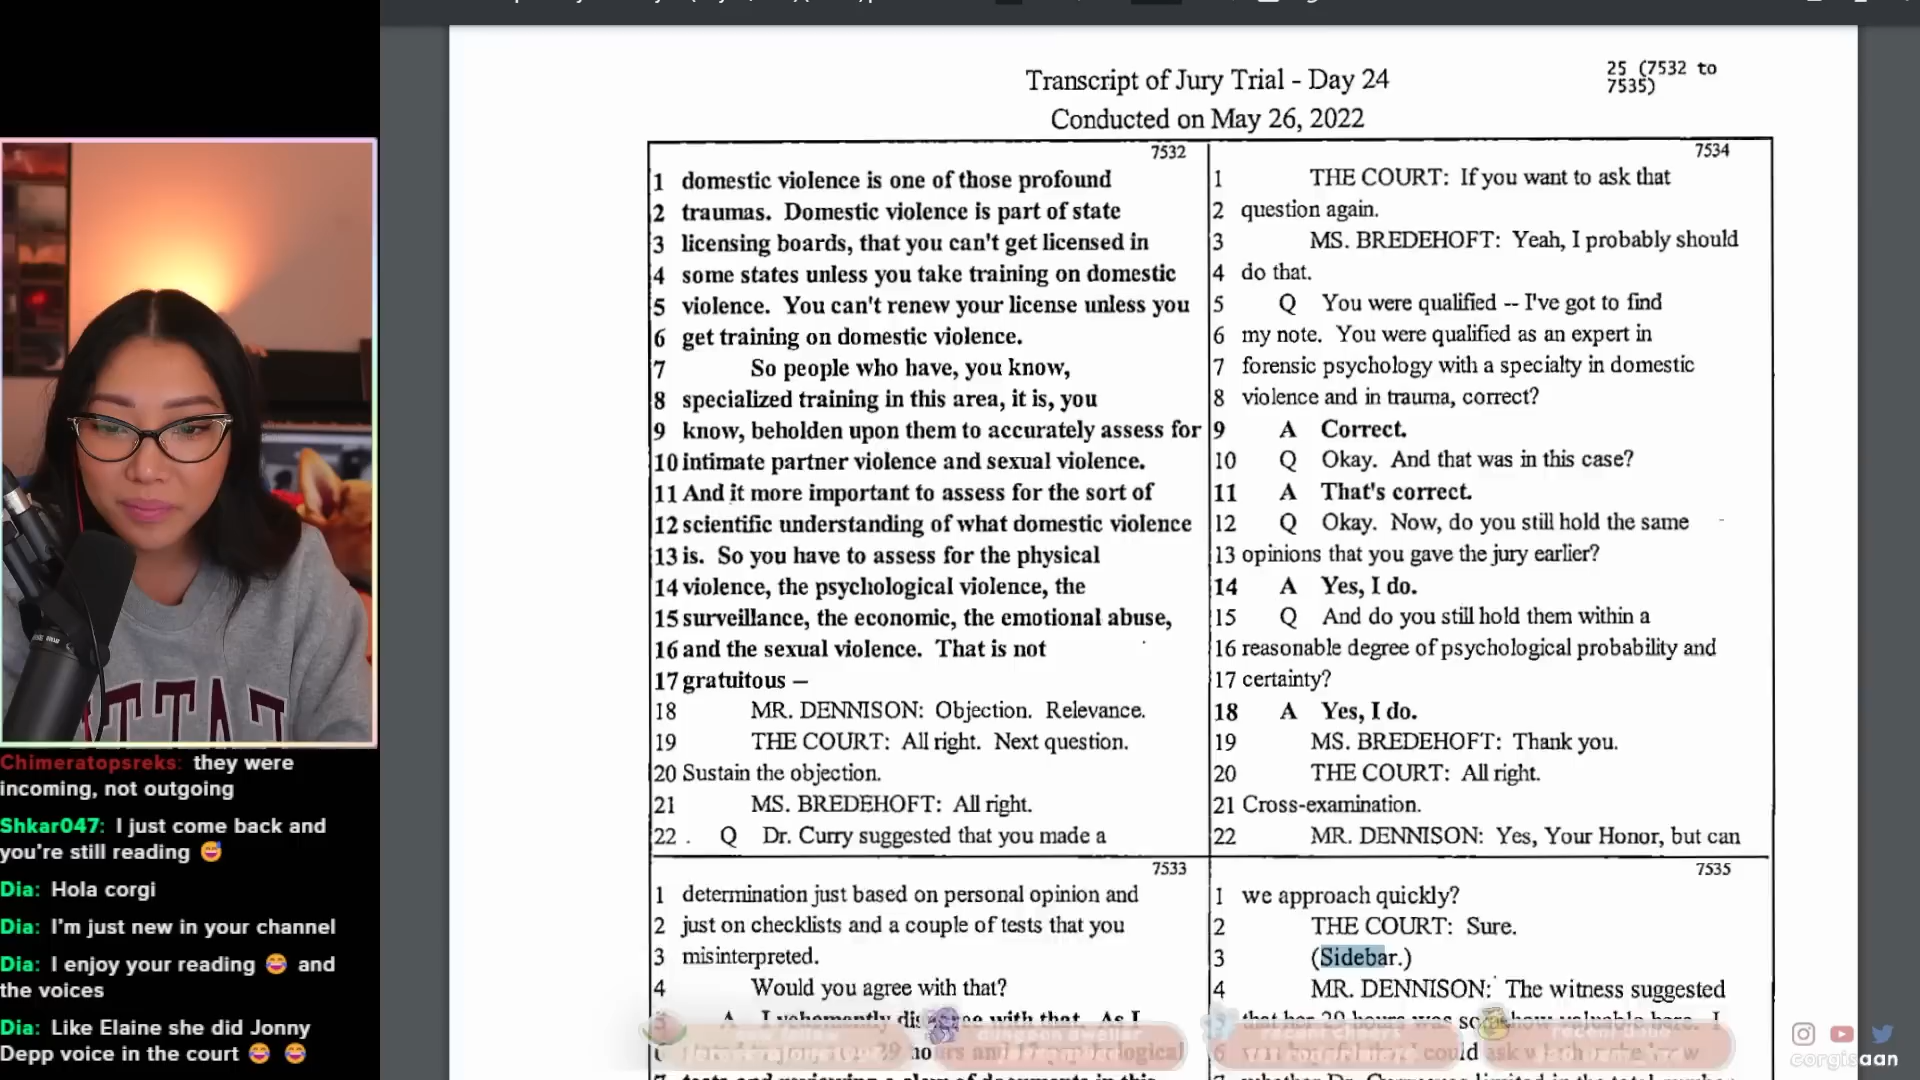 Transcript of Jury Trial - Day 24
Conducted on May 26, 2022
25 (7532 to
7535)
7532
1 domestic violence is one of those profound
2 traumas. Domestic violence is part of state
3 licensing boards, that you can't get licensed in
4 some states unless you take training on domestic
5 violence. You can't renew your license unless you
6 get training on domestic violence.
7 So people who have, you know,
8 specialized training in this area, it is, you
9 know, beholden upon them to accurately assess for
10 intimate partner violence and sexual violence.
11 And it more important to assess for the sort of
12 scientific understanding of what domestic violence
13 is. So you have to assess for the physical
14 violence, the psychological violence, the
15 surveillance, the economic, the emotional abuse,
16 and the sexual violence. That is not
17 gratuitous –
18 MR. DENNISON: Objection. Relevance.
19 THE COURT: All right. Next question.
20 Sustain the objection.
21 MS. BREDEHOFT: All right.
22 . Q Dr. Curry suggested that you made a
7533
1 determination just based on personal opinion and
2 just on checklists and a couple of tests that you
3 misinterpreted.
4 Would you agree with that?
A I vehemently with that. As I
7534
1 THE COURT: If you want to ask that
2 question again.
3 MS. BREDEHOFT: Yeah, I probably should
4 do that.
5 Q You were qualified -- I've got to find
6 my note. You were qualified as an expert in
7 forensic psychology with a specialty in domestic
8 violence and in trauma, correct?
9 A Correct.
10 Q Okay. And that was in this case?
11 A That's correct.
12 Q Okay. Now, do you still hold the same
13 opinions that you gave the jury earlier?
14 A Yes, I do.
15 Q And do you still hold them within a
16 reasonable degree of psychological probability and
17 certainty?
18 A Yes, I do.
19 MS. BREDEHOFT: Thank you.
20 THE COURT: All right.
21 Cross-examination.
22 MR. DENNISON: Yes, Your Honor, but can
7535
1 we approach quickly?
2 THE COURT: Sure.
3 (Sidebar.)
4 MR. DENNISON: The witness suggested
Chimeratopsreks: they were
incoming, not outgoing
Shkar047: I just come back and
you're still reading 😅
Dia: Hola corgi
Dia: I'm just new in your channel
Dia: I enjoy your reading 😂 and
the voices
Dia: Like Elaine she did Jonny
Depp voice in the court 😂 😂
corgisaan